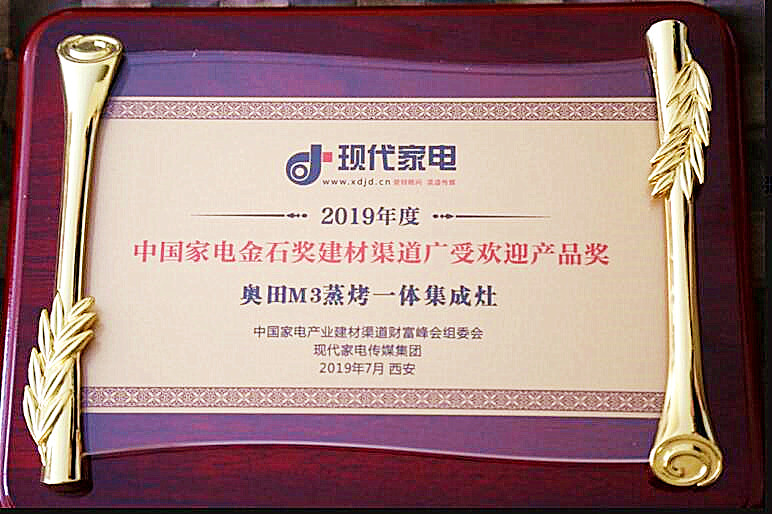 现代家电
www.xdjd.cn 营销顾问 渠道传媒
2019年度
中国家电金石奖建材渠道广受欢迎产品奖
奥田M3蒸烤一体集成灶
中国家电产业建材渠道财富峰会组委会
现代家电传媒集团
2019年7月 西安